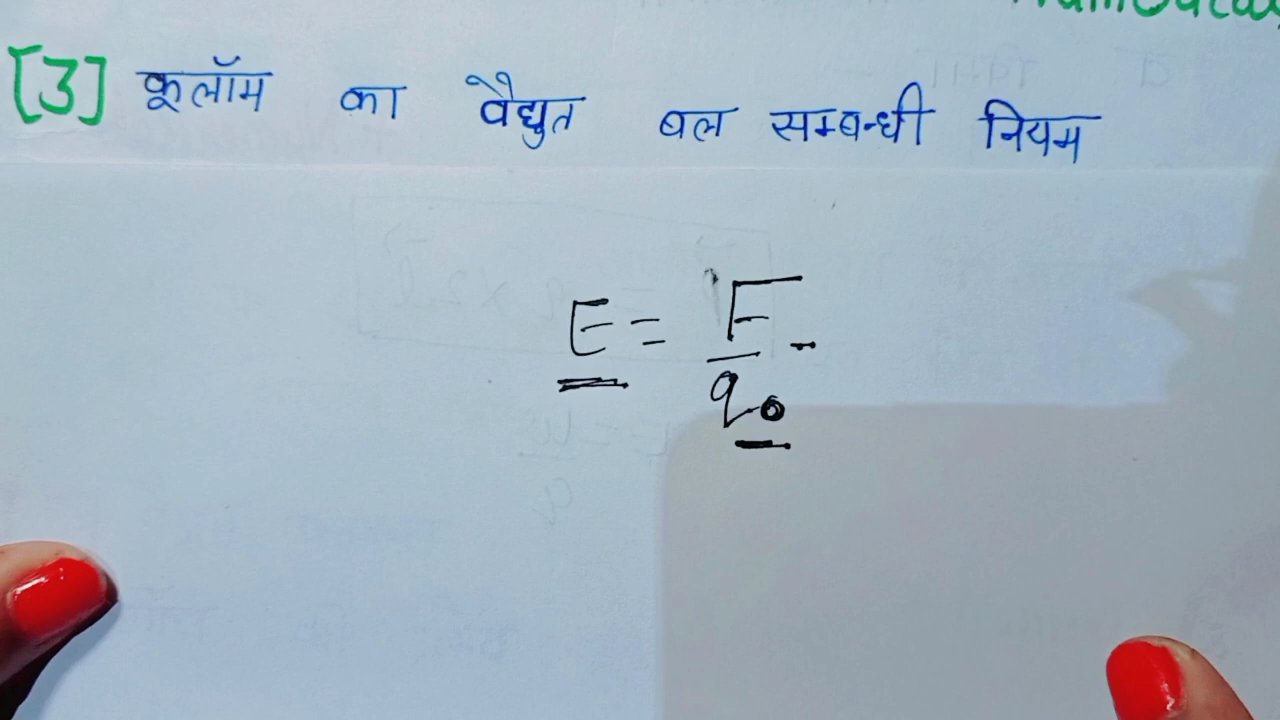 [3] कूलॉम का वैद्युत बल सम्बन्धी नियम
E = F
q₀